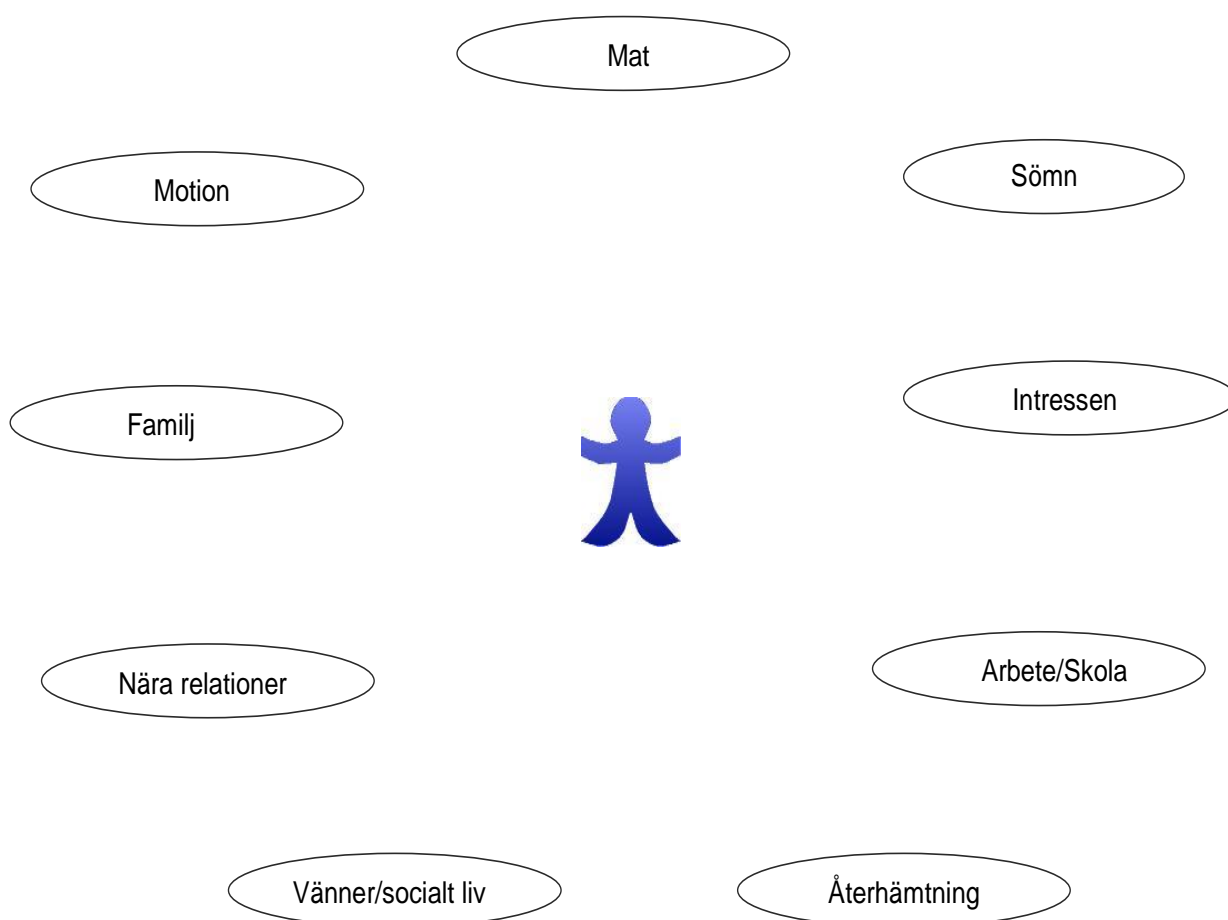 Mat
Motion
Sömn
Familj
Intressen
Nära relationer
Arbete/Skola
Vänner/socialt liv
Återhämtning